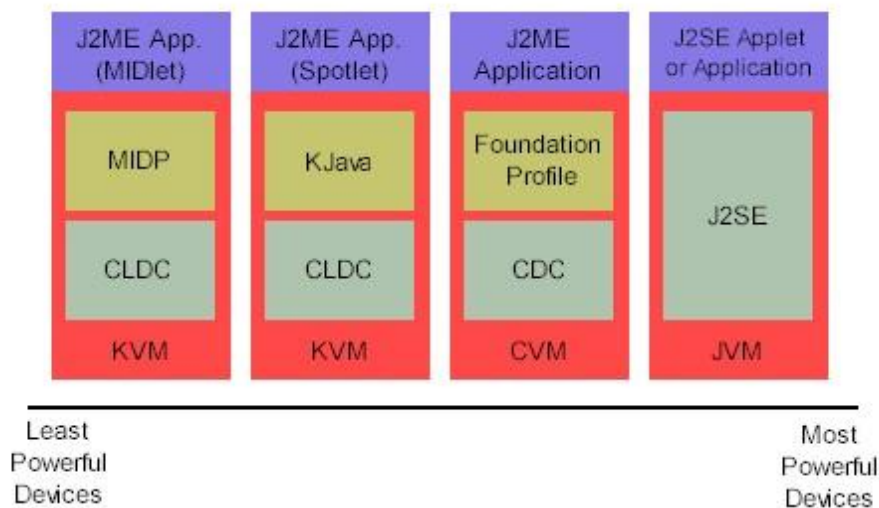 J2ME App.
(MIDlet)
J2ME App.
(Spotlet)
J2ME
Application
J2SE Applet
or Application
MIDP
KJava
Foundation
Profile
J2SE
CLDC
CLDC
CDC
KVM
KVM
CVM
JVM
Least
Powerful
Devices
Most
Powerful
Devices